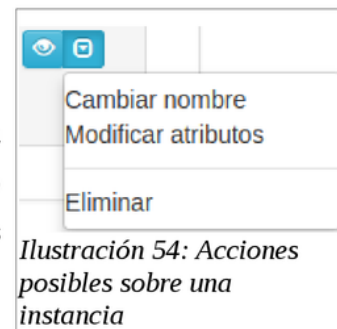 Cambiar nombre
Modificar atributos
Eliminar
Ilustración 54: Acciones
posibles sobre una
instancia